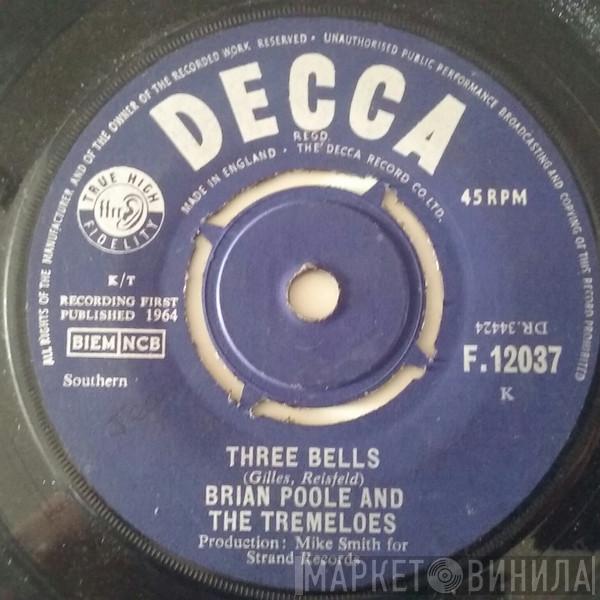 ALL RIGHTS OF THE MANUFACTURER AND OF THE OWNER OF THE RECORDED WORK RESERVED · UNAUTHORISED PUBLIC PERFORMANCE BROADCASTING AND COPYING OF THIS RECORD PROHIBITED
DECCA
REGD.
MADE IN ENGLAND · THE DECCA RECORD CO. LTD.
TRUE HIGH FIDELITY
ffrr
45 RPM
K/T
RECORDING FIRST
PUBLISHED 1964
BIEM NCB
Southern
DR.34424
F.12037
K
THREE BELLS
(Gilles, Reisfeld)
BRIAN POOLE AND
THE TREMELOES
Production: Mike Smith for
Strand Records
МАРКЕТ ВИНИЛА